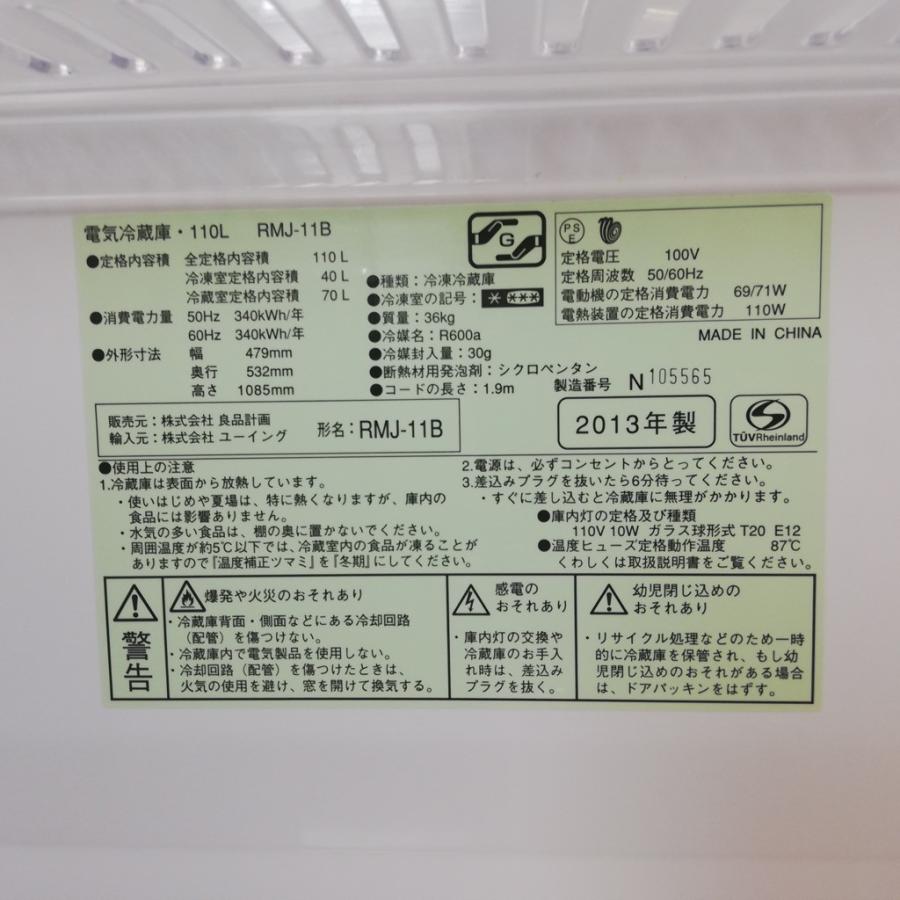 電気冷蔵庫・110L RMJ-11B
●定格内容積 全定格内容積 110 L
冷凍室定格内容積 40 L
冷蔵室定格内容積 70 L
●消費電力量 50Hz 340kWh/年
60Hz 340kWh/年
●外形寸法 幅 479mm
奥行 532mm
高さ 1085mm
G
●種類：冷凍冷蔵庫
●冷凍室の記号：
●質量：36kg
●冷媒名：R600a
●冷媒封入量：30g
●断熱材用発泡剤：シクロペンタン
●コードの長さ：1.9m
PS
E
定格電圧 100V
定格周波数 50/60Hz
電動機の定格消費電力 69/71W
電熱装置の定格消費電力 110W
MADE IN CHINA
製造番号 N 105565
販売元：株式会社 良品計画
輸入元：株式会社 ユーイング
形名：RMJ-11B
2013年製
TÜVRheinland
●使用上の注意
1.冷蔵庫は表面から放熱しています。
・使いはじめや夏場は、特に熱くなりますが、庫内の
食品には影響ありません。
・水気の多い食品は、棚の奥に置かないでください。
・周囲温度が約5℃以下では、冷蔵室内の食品が凍ることが
ありますので『温度補正ツマミ』を『冬期』にしてください。
2.電源は、必ずコンセントからとってください。
3.差込みプラグを抜いたら6分待ってください。
・すぐに差し込むと冷蔵庫に無理がかかります。
●庫内灯の定格及び種類
110V 10W ガラス球形式 T20 E12
●温度ヒューズ定格動作温度 87℃
くわしくは取扱説明書をご覧ください。
警告
爆発や火災のおそれあり
・冷蔵庫背面・側面などにある冷却回路
（配管）を傷つけない。
・冷蔵庫内で電気製品を使用しない。
・冷却回路（配管）を傷つけたときは、
火気の使用を避け、窓を開けて換気する。
感電の
おそれあり
・庫内灯の交換や
冷蔵庫のお手入
れ時は、差込み
プラグを抜く。
幼児閉じ込めの
おそれあり
・リサイクル処理などのため一時
的に冷蔵庫を保管され、もし幼
児閉じ込めのおそれがある場合
は、ドアパッキンをはずす。